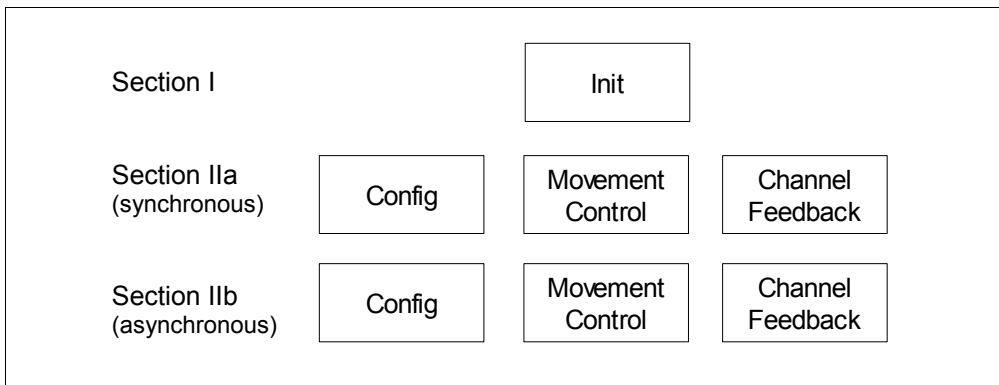 Section I
Init
Section IIa
(synchronous)
Config
Movement
Control
Channel
Feedback
Section IIb
(asynchronous)
Config
Movement
Control
Channel
Feedback